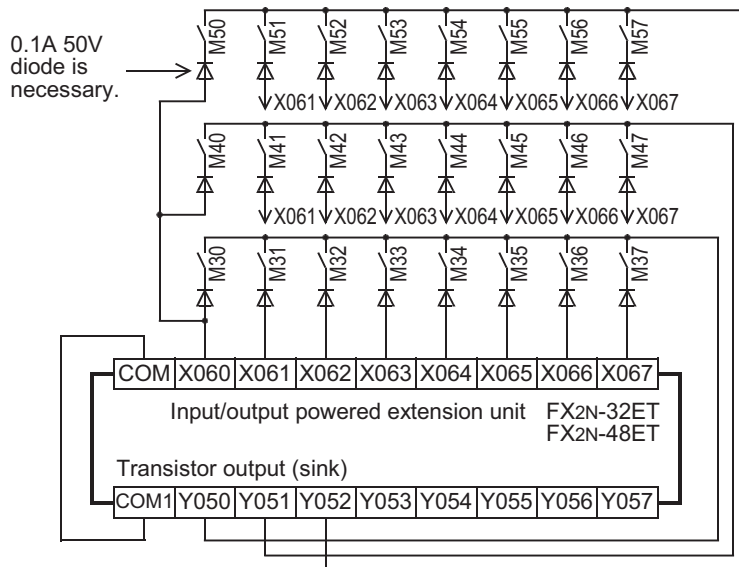 M50 M51 M52 M53 M54 M55 M56 M57
0.1A 50V
diode is
necessary.
X061 X062 X063 X064 X065 X066 X067
M40 M41 M42 M43 M44 M45 M46 M47
X061 X062 X063 X064 X065 X066 X067
M30 M31 M32 M33 M34 M35 M36 M37
COM X060 X061 X062 X063 X064 X065 X066 X067
Input/output powered extension unit FX2N-32ET
FX2N-48ET
Transistor output (sink)
COM1 Y050 Y051 Y052 Y053 Y054 Y055 Y056 Y057